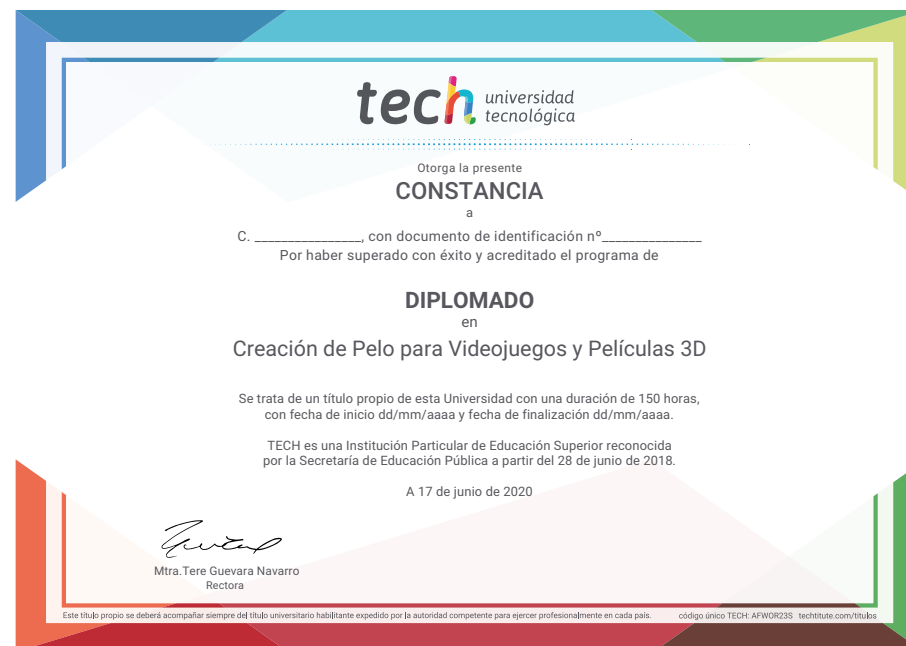 tech universidad
tecnológica
Otorga la presente
CONSTANCIA
a
C. ________________, con documento de identificación nº_______________
Por haber superado con éxito y acreditado el programa de
DIPLOMADO
en
Creación de Pelo para Videojuegos y Películas 3D
Se trata de un título propio de esta Universidad con una duración de 150 horas,
con fecha de inicio dd/mm/aaaa y fecha de finalización dd/mm/aaaa.
TECH es una Institución Particular de Educación Superior reconocida
por la Secretaría de Educación Pública a partir del 28 de junio de 2018.
A 17 de junio de 2020
Mtra.Tere Guevara Navarro
Rectora
Este título propio se deberá acompañar siempre del título universitario habilitante expedido por la autoridad competente para ejercer profesionalmente en cada país. código único TECH: AFWOR23S techtitute.com/titulos